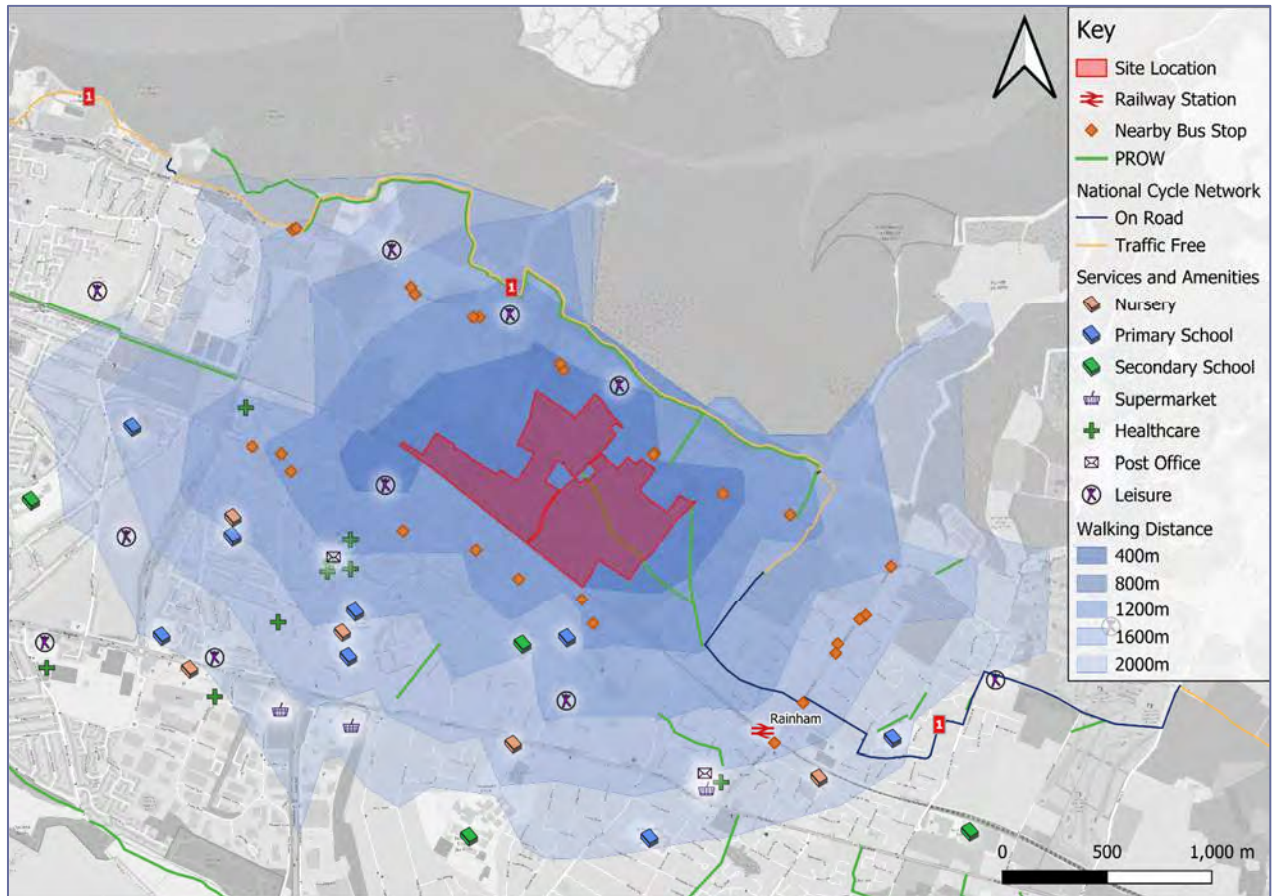 Key
Site Location
Railway Station
Nearby Bus Stop
PROW
National Cycle Network
On Road
Traffic Free
Services and Amenities
Nursery
Primary School
Secondary School
Supermarket
Healthcare
Post Office
Leisure
Walking Distance
400m
800m
1200m
1600m
2000m
1
1
Rainham
1
0 500 1,000 m